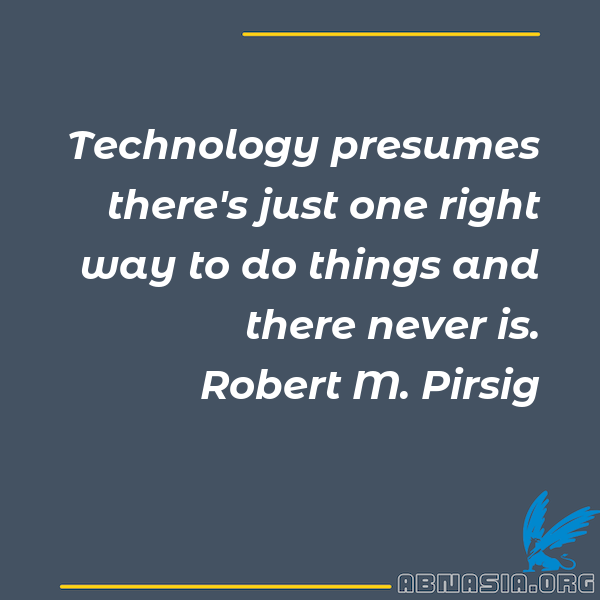 Technology presumes
there's just one right
way to do things and
there never is.
Robert M. Pirsig
ABNASIA.ORG